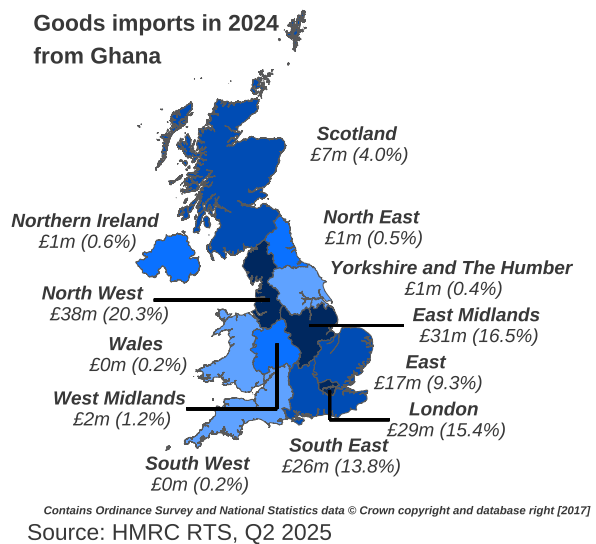 Goods imports in 2024
from Ghana
Scotland
£7m (4.0%)
Northern Ireland
£1m (0.6%)
North East
£1m (0.5%)
Yorkshire and The Humber
£1m (0.4%)
North West
£38m (20.3%)
East Midlands
£31m (16.5%)
Wales
£0m (0.2%)
East
£17m (9.3%)
West Midlands
£2m (1.2%)
London
£29m (15.4%)
South East
£26m (13.8%)
South West
£0m (0.2%)
Contains Ordinance Survey and National Statistics data © Crown copyright and database right [2017]
Source: HMRC RTS, Q2 2025